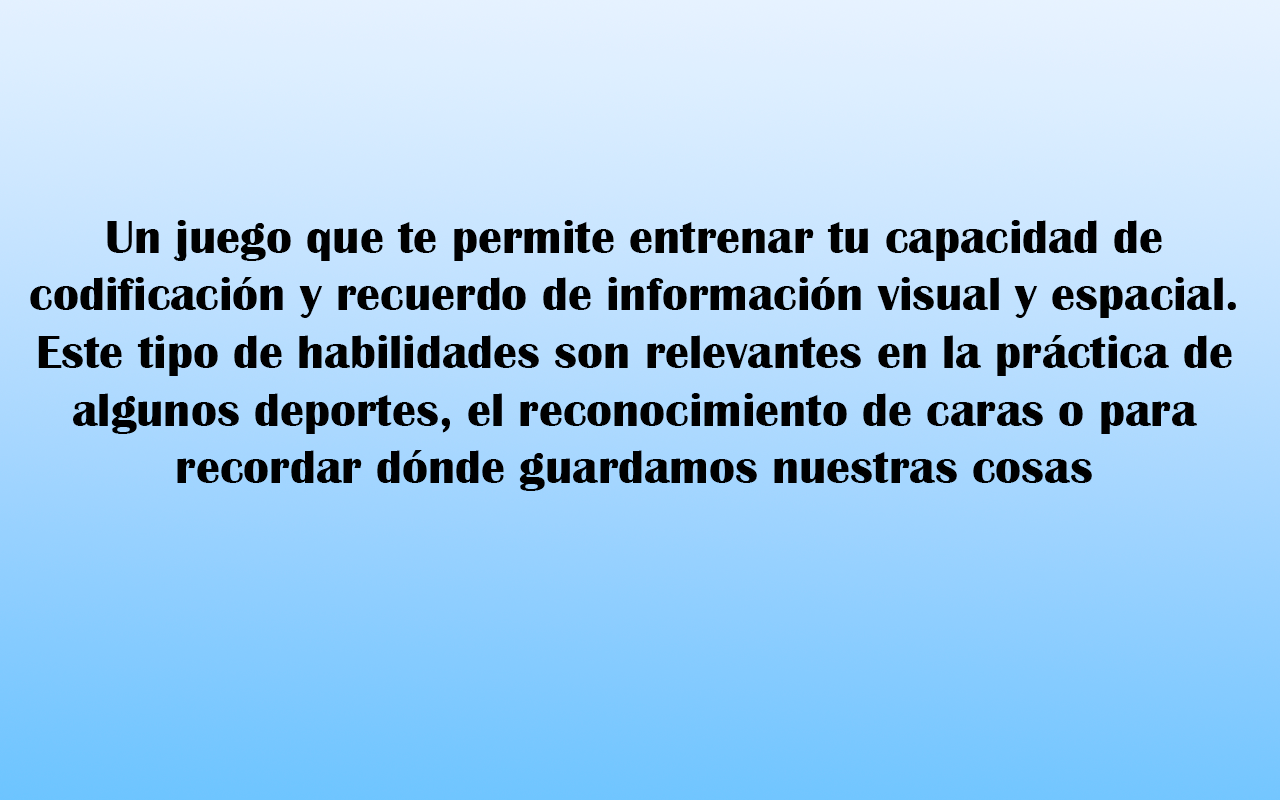 Un juego que te permite entrenar tu capacidad de
codificación y recuerdo de información visual y espacial.
Este tipo de habilidades son relevantes en la práctica de
algunos deportes, el reconocimiento de caras o para
recordar dónde guardamos nuestras cosas